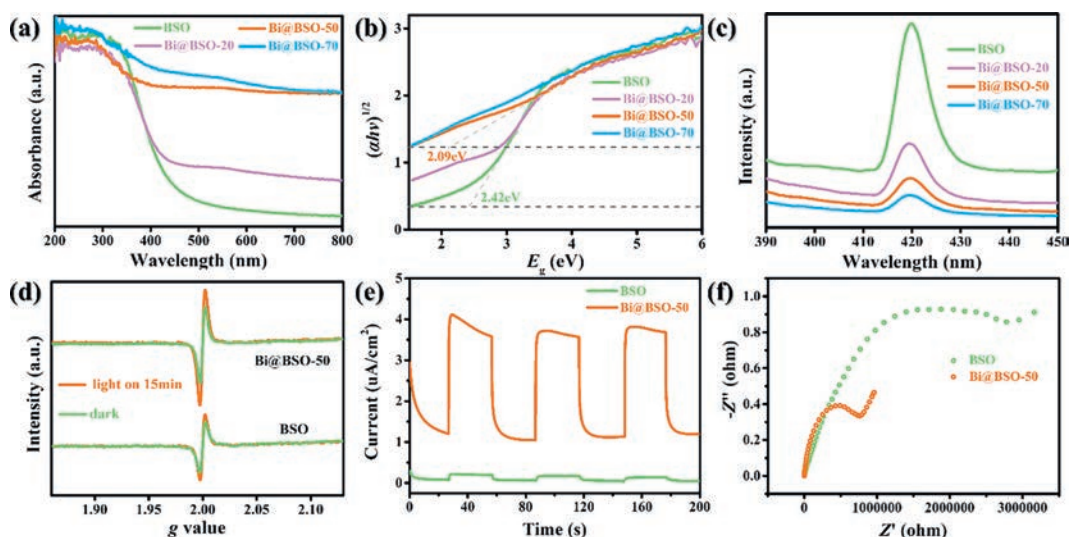 (a)
BSO
Bi@BSO-50
Bi@BSO-20
Bi@BSO-70
Absorbance (a.u.)
200 300 400 500 600 700 800
Wavelength (nm)
(b)
BSO
Bi@BSO-20
Bi@BSO-50
Bi@BSO-70
2.09eV
2.42eV
(ahv)1/2
3
2
1
0
2 3 4 5 6
Eg (eV)
(c)
BSO
Bi@BSO-20
Bi@BSO-50
Bi@BSO-70
Intensity (a.u.)
390 400 410 420 430 440 450
Wavelength (nm)
(d)
Bi@BSO-50
light on 15min
dark
BSO
Intensity (a.u.)
1.90 1.95 2.00 2.05 2.10
g value
(e)
BSO
Bi@BSO-50
Current (uA/cm2)
5
4
3
2
1
0
0 40 80 120 160 200
Time (s)
(f)
BSO
Bi@BSO-50
-Z'' (ohm)
1.0
0.8
0.6
0.4
0.2
0.0
0 1000000 2000000 3000000
Z' (ohm)